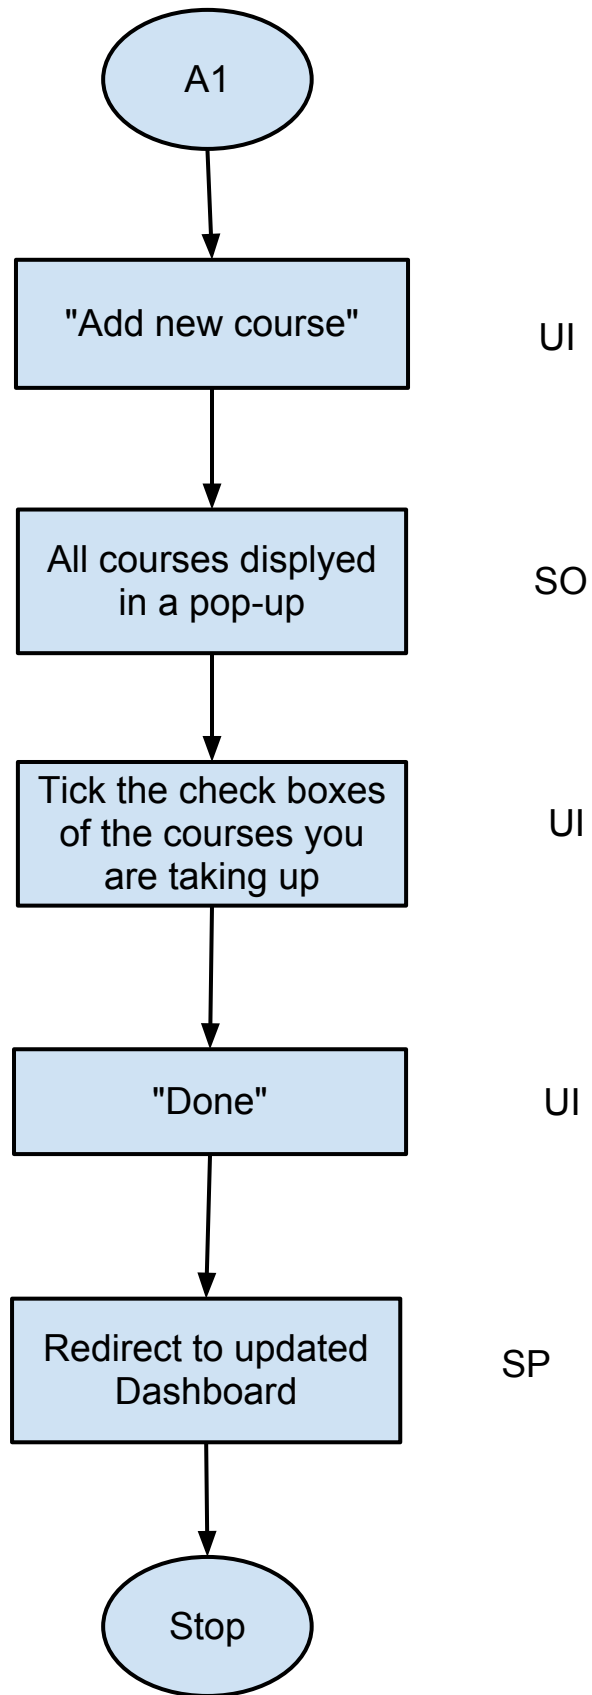 A1
"Add new course"
UI
All courses displyed
in a pop-up
SO
Tick the check boxes
of the courses you
are taking up
UI
"Done"
UI
Redirect to updated
Dashboard
SP
Stop